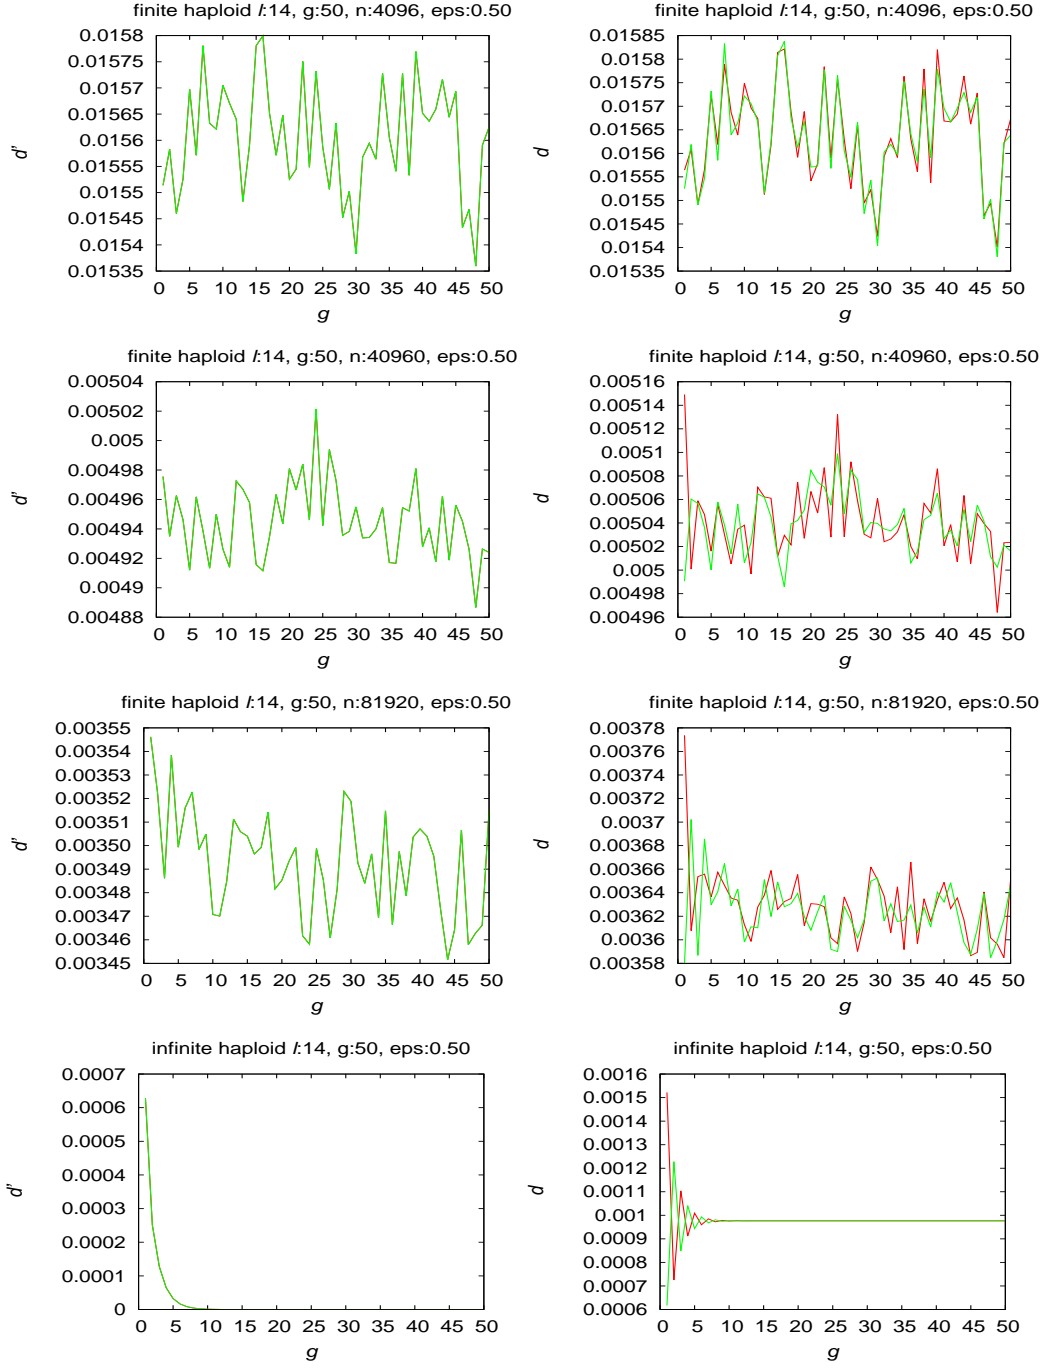 finite haploid l:14, g:50, n:4096, eps:0.50
0.0158
0.01575
0.0157
0.01565
0.0156
0.01555
0.0155
0.01545
0.0154
0.01535
d'
0 5 10 15 20 25 30 35 40 45 50
g
finite haploid l:14, g:50, n:4096, eps:0.50
0.01585
0.0158
0.01575
0.0157
0.01565
0.0156
0.01555
0.0155
0.01545
0.0154
0.01535
d
0 5 10 15 20 25 30 35 40 45 50
g
finite haploid l:14, g:50, n:40960, eps:0.50
0.00504
0.00502
0.005
0.00498
0.00496
0.00494
0.00492
0.0049
0.00488
d'
0 5 10 15 20 25 30 35 40 45 50
g
finite haploid l:14, g:50, n:40960, eps:0.50
0.00516
0.00514
0.00512
0.0051
0.00508
0.00506
0.00504
0.00502
0.005
0.00498
0.00496
d
0 5 10 15 20 25 30 35 40 45 50
g
finite haploid l:14, g:50, n:81920, eps:0.50
0.00355
0.00354
0.00353
0.00352
0.00351
0.00350
0.00349
0.00348
0.00347
0.00346
0.00345
d'
0 5 10 15 20 25 30 35 40 45 50
g
finite haploid l:14, g:50, n:81920, eps:0.50
0.00378
0.00376
0.00374
0.00372
0.0037
0.00368
0.00366
0.00364
0.00362
0.0036
0.00358
d
0 5 10 15 20 25 30 35 40 45 50
g
infinite haploid l:14, g:50, eps:0.50
0.0007
0.0006
0.0005
0.0004
0.0003
0.0002
0.0001
0
d'
0 5 10 15 20 25 30 35 40 45 50
g
infinite haploid l:14, g:50, eps:0.50
0.0016
0.0015
0.0014
0.0013
0.0012
0.0011
0.001
0.0009
0.0008
0.0007
0.0006
d
0 5 10 15 20 25 30 35 40 45 50
g